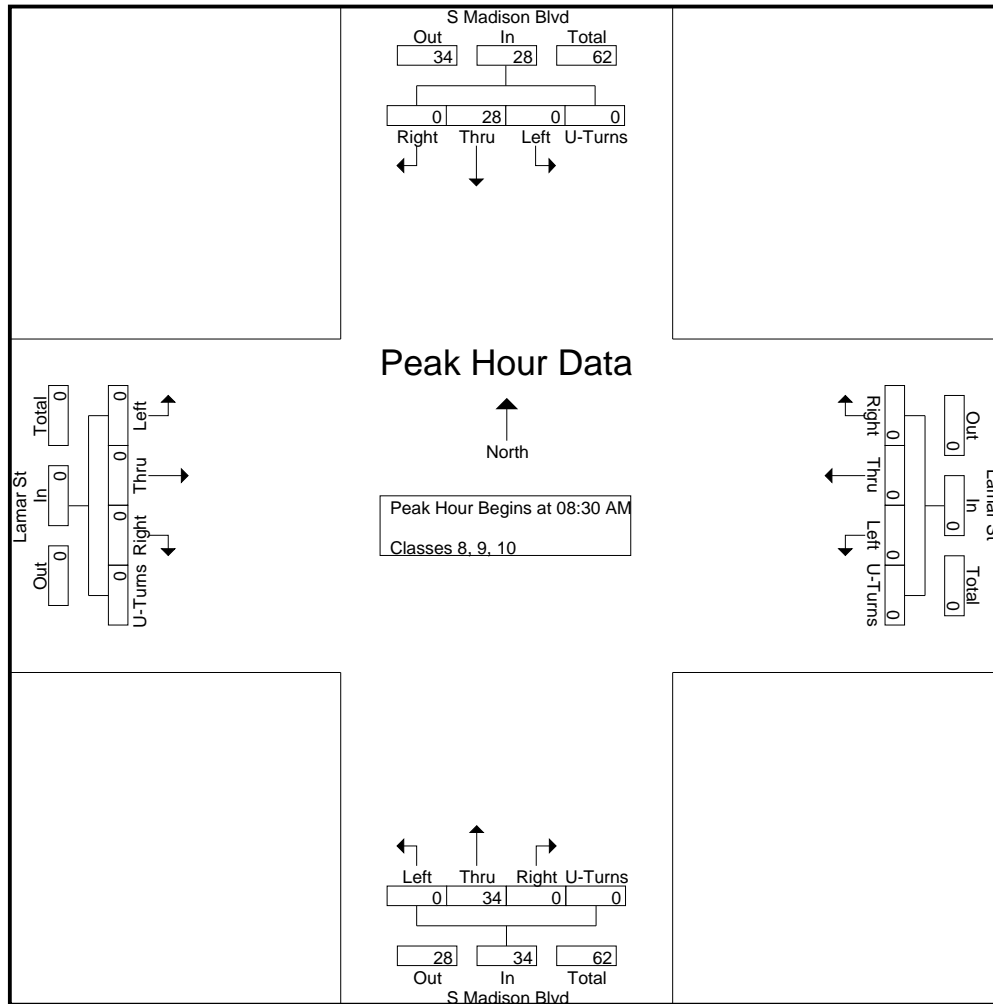 S Madison Blvd
Out In Total
34 28 62
0 28 0 0
Right Thru Left U-Turns
Peak Hour Data
North
Peak Hour Begins at 08:30 AM
Classes 8, 9, 10
Lamar St
Total In Out
0 0 0
0 0 0 0
Left Thru Right U-Turns
Lamar St
Out In Total
0 0 0
0 0 0 0
Right Thru Left U-Turns
Left Thru Right U-Turns
0 34 0 0
28 34 62
Out In Total
S Madison Blvd